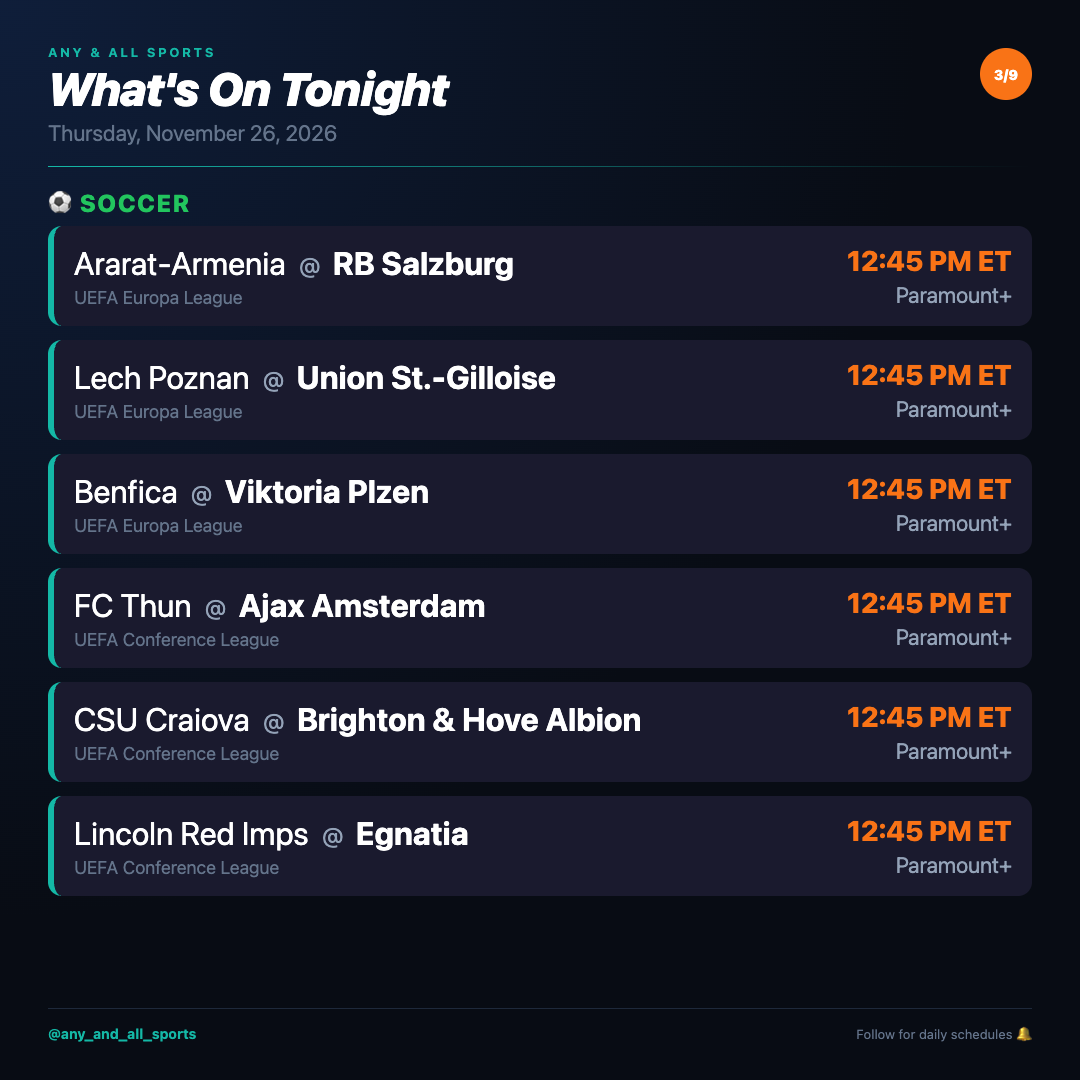 ANY & ALL SPORTS
What's On Tonight
3/9
Thursday, November 26, 2026
⚽ SOCCER
Ararat-Armenia @ RB Salzburg
12:45 PM ET
UEFA Europa League
Paramount+
Lech Poznan @ Union St.-Gilloise
12:45 PM ET
UEFA Europa League
Paramount+
Benfica @ Viktoria Plzen
12:45 PM ET
UEFA Europa League
Paramount+
FC Thun @ Ajax Amsterdam
12:45 PM ET
UEFA Conference League
Paramount+
CSU Craiova @ Brighton & Hove Albion
12:45 PM ET
UEFA Conference League
Paramount+
Lincoln Red Imps @ Egnatia
12:45 PM ET
UEFA Conference League
Paramount+
@any_and_all_sports
Follow for daily schedules 🔔